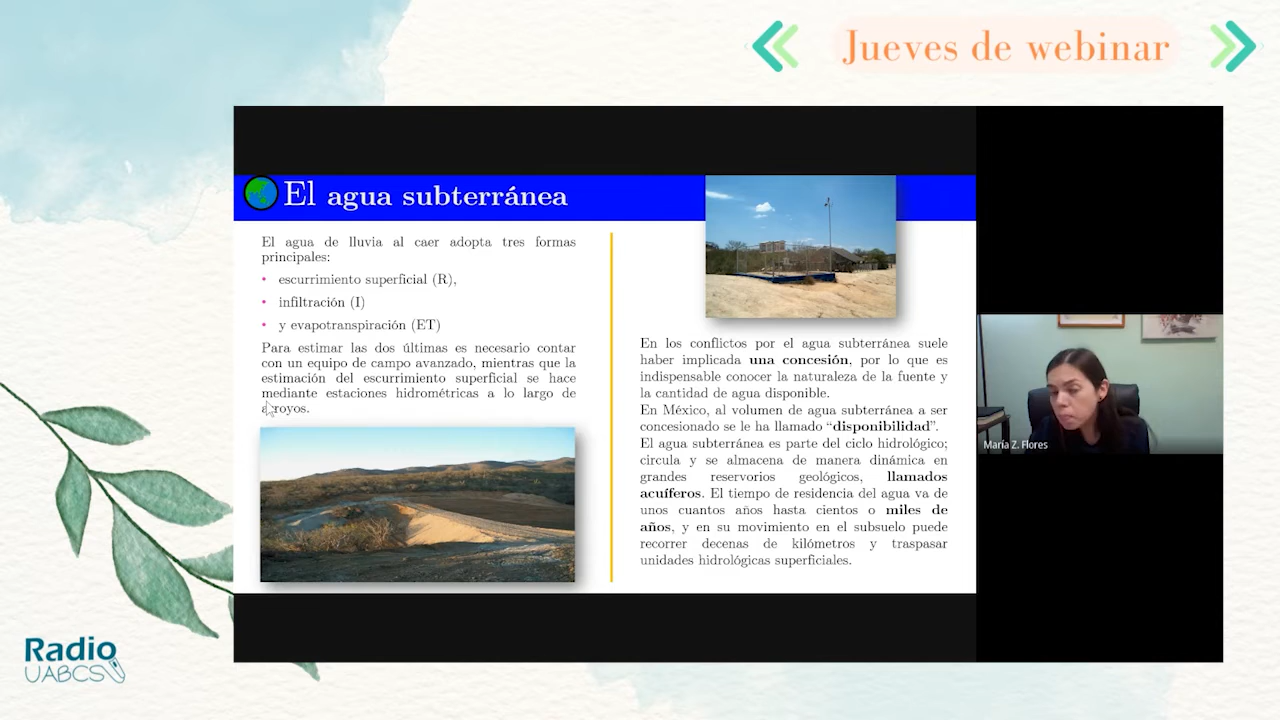 Jueves de webinar
El agua subterránea
El agua de lluvia al caer adopta tres formas
principales:
• escurrimiento superficial (R),
• infiltración (I)
• y evapotranspiración (ET)
Para estimar las dos últimas es necesario contar
con un equipo de campo avanzado, mientras que la
estimación del escurrimiento superficial se hace
mediante estaciones hidrométricas a lo largo de
arroyos.
En los conflictos por el agua subterránea suele
haber implicada una concesión, por lo que es
indispensable conocer la naturaleza de la fuente y
la cantidad de agua disponible.
En México, al volumen de agua subterránea a ser
concesionado se le ha llamado “disponibilidad”.
El agua subterránea es parte del ciclo hidrológico;
circula y se almacena de manera dinámica en
grandes reservorios geológicos, llamados
acuíferos. El tiempo de residencia del agua va de
unos cuantos años hasta cientos o miles de
años, y en su movimiento en el subsuelo puede
recorrer decenas de kilómetros y traspasar
unidades hidrológicas superficiales.
María Z. Flores
Radio
UABCS